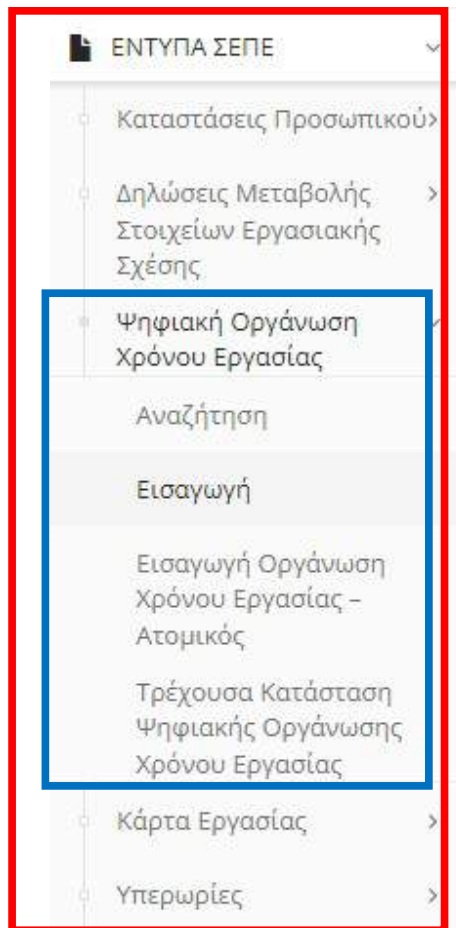 ΕΝΤΥΠΑ ΣΕΠΕ
Καταστάσεις Προσωπικού
Δηλώσεις Μεταβολής
Στοιχείων Εργασιακής
Σχέσης
Ψηφιακή Οργάνωση
Χρόνου Εργασίας
Αναζήτηση
Εισαγωγή
Εισαγωγή Οργάνωση
Χρόνου Εργασίας –
Ατομικός
Τρέχουσα Κατάσταση
Ψηφιακής Οργάνωσης
Χρόνου Εργασίας
Κάρτα Εργασίας
Υπερωρίες